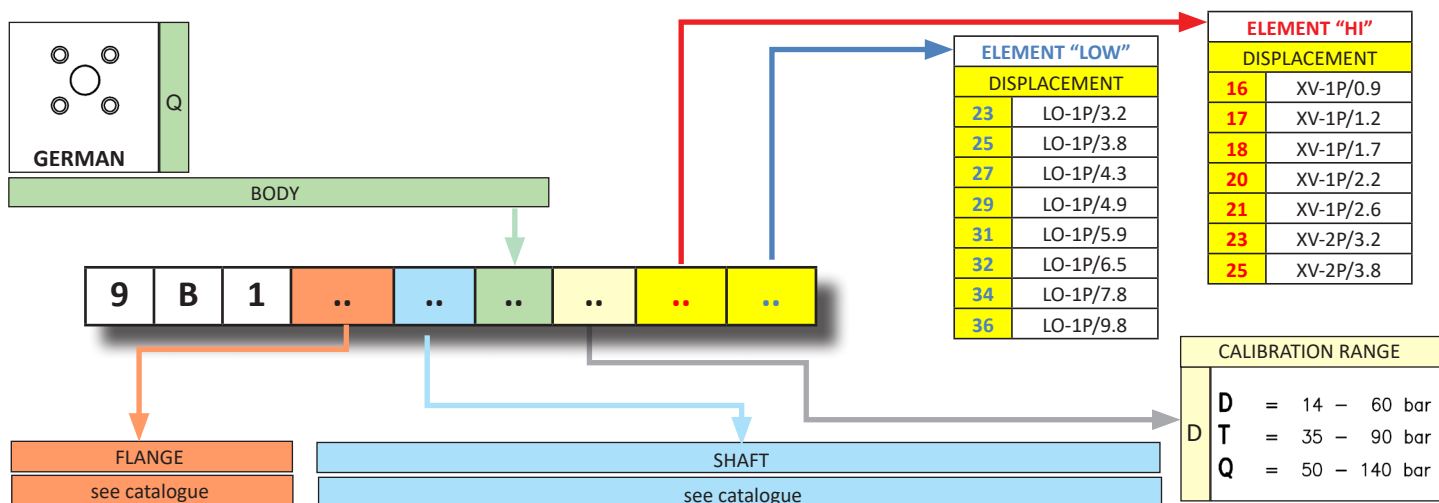 GERMAN
Q
BODY
9 B 1 .. .. .. .. .. ..
ELEMENT “LOW”
DISPLACEMENT
23 LO-1P/3.2
25 LO-1P/3.8
27 LO-1P/4.3
29 LO-1P/4.9
31 LO-1P/5.9
32 LO-1P/6.5
34 LO-1P/7.8
36 LO-1P/9.8
ELEMENT “HI”
DISPLACEMENT
16 XV-1P/0.9
17 XV-1P/1.2
18 XV-1P/1.7
20 XV-1P/2.2
21 XV-1P/2.6
23 XV-2P/3.2
25 XV-2P/3.8
FLANGE
see catalogue
SHAFT
see catalogue
CALIBRATION RANGE
D
D = 14 – 60 bar
T = 35 – 90 bar
Q = 50 – 140 bar